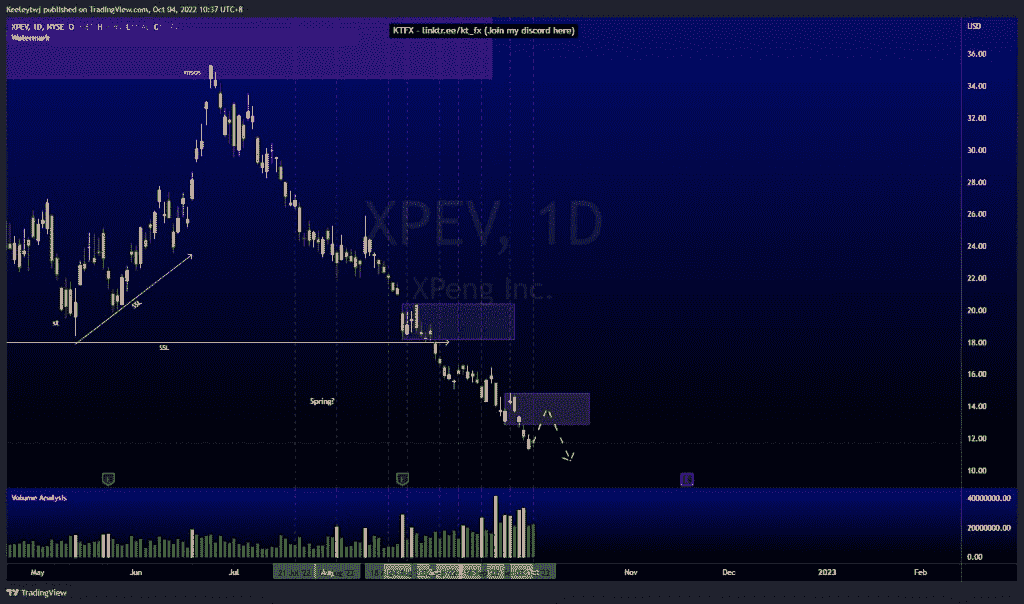 Keeleytwj published on TradingView.com, Oct 04, 2022 10:37 UTC+8
XPEV, 1D, NYSE
Watermark
KTFX - linktr.ee/kt_fx (Join my discord here)
USD
36.00
msos
34.00
32.00
30.00
28.00
26.00
XPEV, 1D
24.00
22.00
XPeng Inc.
20.00
st
18.00
SSL
16.00
Spring?
14.00
12.00
10.00
Volume Analysis
40000000.00
20000000.00
0.00
May
Jun
Jul
Aug
Oct
Nov
Dec
2023
Feb
TradingView